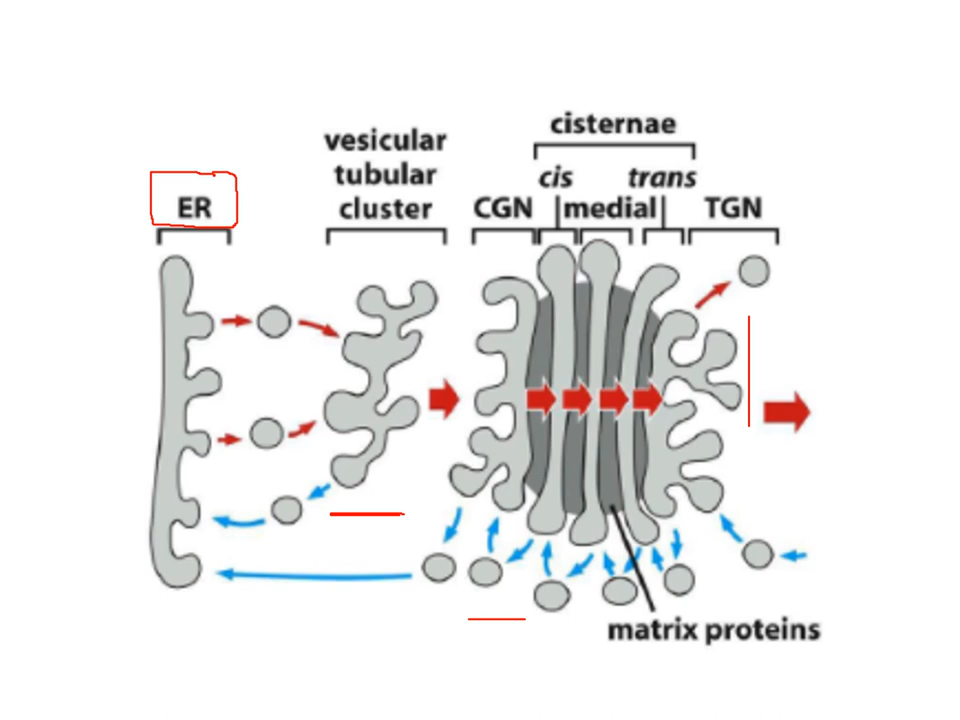 cisternae
vesicular
tubular
cluster
cis
trans
ER
CGN
medial
TGN
matrix proteins